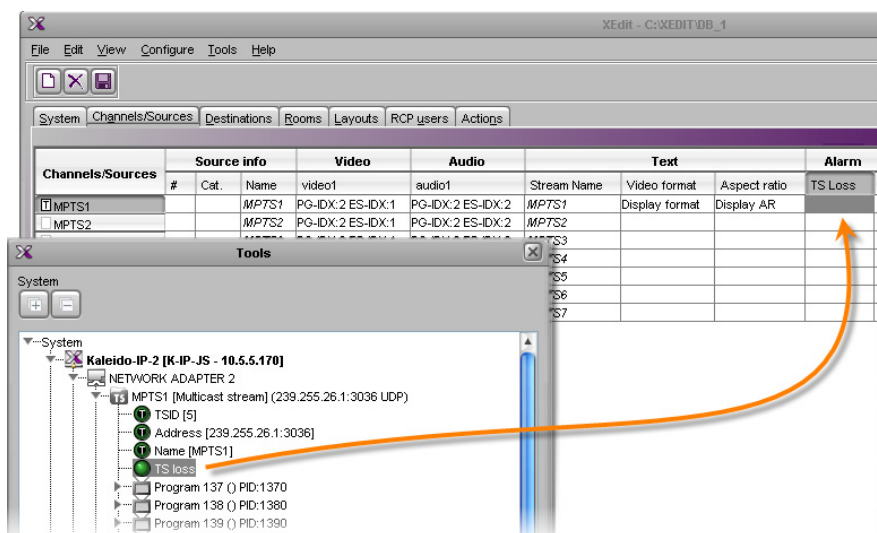 XEdit - C:\XEDIT\DB_1
File Edit View Configure Tools Help
System Channels/Sources Destinations Rooms Layouts RCP users Actions
Channels/Sources Source info Video Audio Text Alarm
# Cat. Name video1 audio1 Stream Name Video format Aspect ratio TS Loss
T MPTS1 MPTS1 PG-IDX:2 ES-IDX:1 PG-IDX:2 ES-IDX:2 MPTS1 Display format Display AR
MPTS2 MPTS2 PG-IDX:2 ES-IDX:1 PG-IDX:2 ES-IDX:2 MPTS2
Tools
System
System
Kaleido-IP-2 [K-IP-JS - 10.5.5.170]
NETWORK ADAPTER 2
TS MPTS1 [Multicast stream] (239.255.26.1:3036 UDP)
T TSID [5]
T Address [239.255.26.1:3036]
T Name [MPTS1]
TS loss
Program 137 () PID:1370
Program 138 () PID:1380
Program 139 () PID:1390